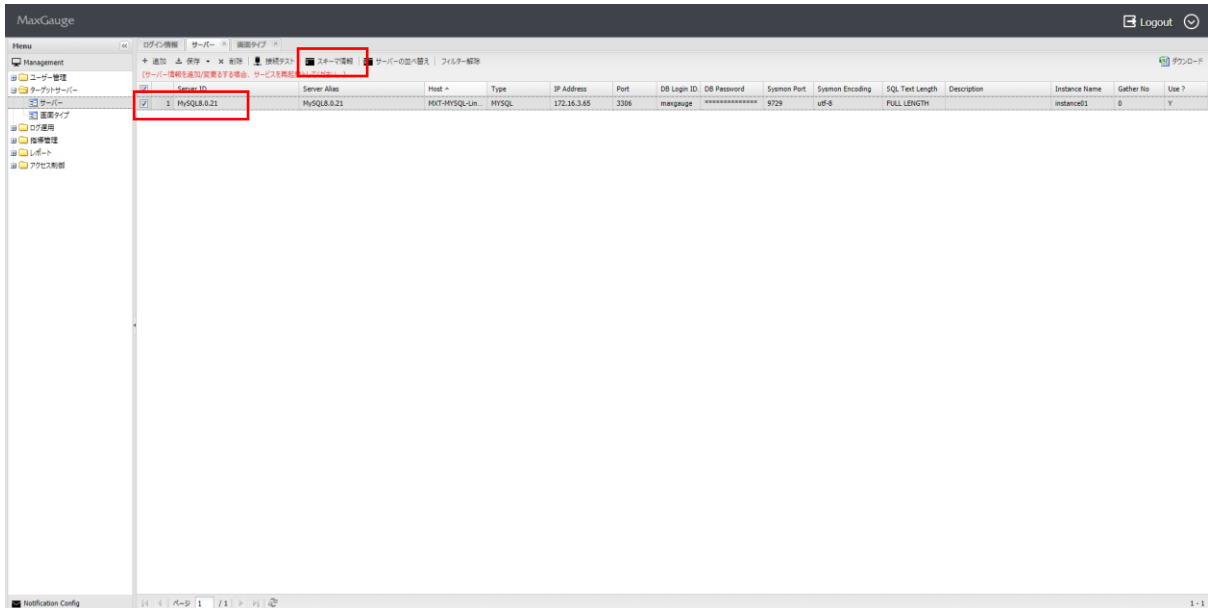 MaxGauge
Logout
Menu
ログイン情報 サーバー 画面タイプ
Management
+ 追加 保存 × 削除 接続テスト スキーマ情報 サーバーの並べ替え フィルター解除
ダウンロード
ユーザー管理
ターゲットサーバー
サーバー
画面タイプ
ログ運用
指標管理
レポート
アクセス制御
Server ID Server Alias Host Type IP Address Port DB Login ID DB Password Sysmon Port Sysmon Encoding SQL Text Length Description Instance Name Gather No Use ?
1 MySQL8.0.21 MySQL8.0.21 MXT-MYSQL-Lin... MYSQL 172.16.3.65 3306 maxgauge ************** 9729 utf-8 FULL LENGTH instance01 0 Y
Notification Config
ページ 1 / 1
1 - 1